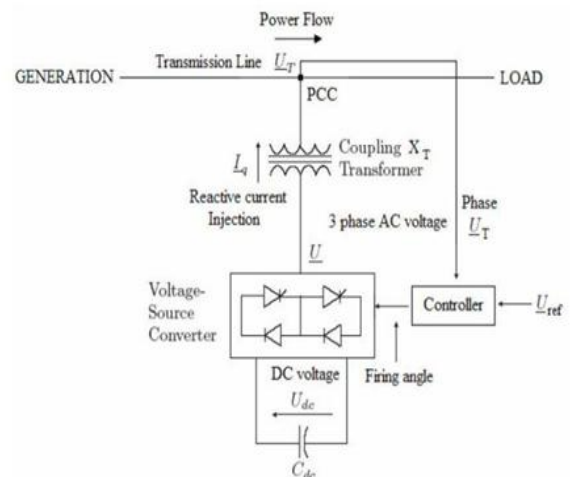 Power Flow
Transmission Line U_T
GENERATION
LOAD
PCC
Coupling X_T
Transformer
I_q
Reactive current
Injection
Phase
U_T
3 phase AC voltage
U
Voltage-
Source
Converter
Controller
U_ref
DC voltage
Firing angle
U_dc
C_dc